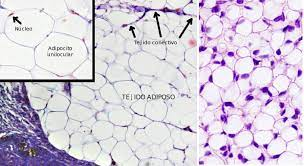 Núcleo
Adipocito
unilocular
Tejido conectivo
TEJIDO ADIPOSO